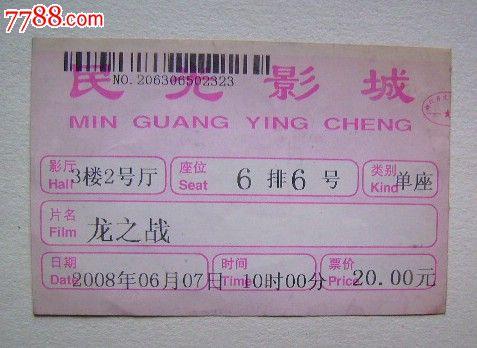 7788.com
NO.206306502323
民光影城
MIN GUANG YING CHENG
影厅 Hall 3楼2号厅 座位 Seat 6 排 6 号 类别 Kind 单座
片名 Film 龙之战
日期 Date 2008年06月07日 时间 Time 10时00分 票价 Price 20.00元